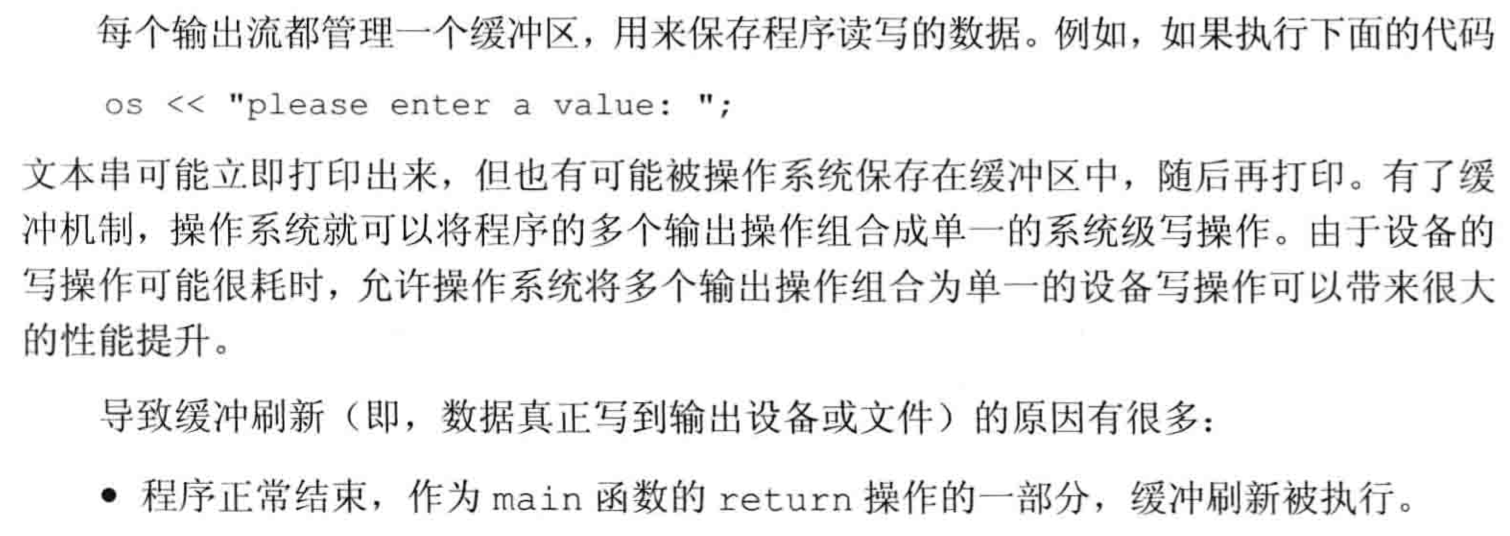 每个输出流都管理一个缓冲区，用来保存程序读写的数据。例如，如果执行下面的代码
os << "please enter a value: ";
文本串可能立即打印出来，但也有可能被操作系统保存在缓冲区中，随后再打印。有了缓
冲机制，操作系统就可以将程序的多个输出操作组合成单一的系统级写操作。由于设备的
写操作可能很耗时，允许操作系统将多个输出操作组合为单一的设备写操作可以带来很大
的性能提升。
导致缓冲刷新（即，数据真正写到输出设备或文件）的原因有很多：
● 程序正常结束，作为 main 函数的 return 操作的一部分，缓冲刷新被执行。